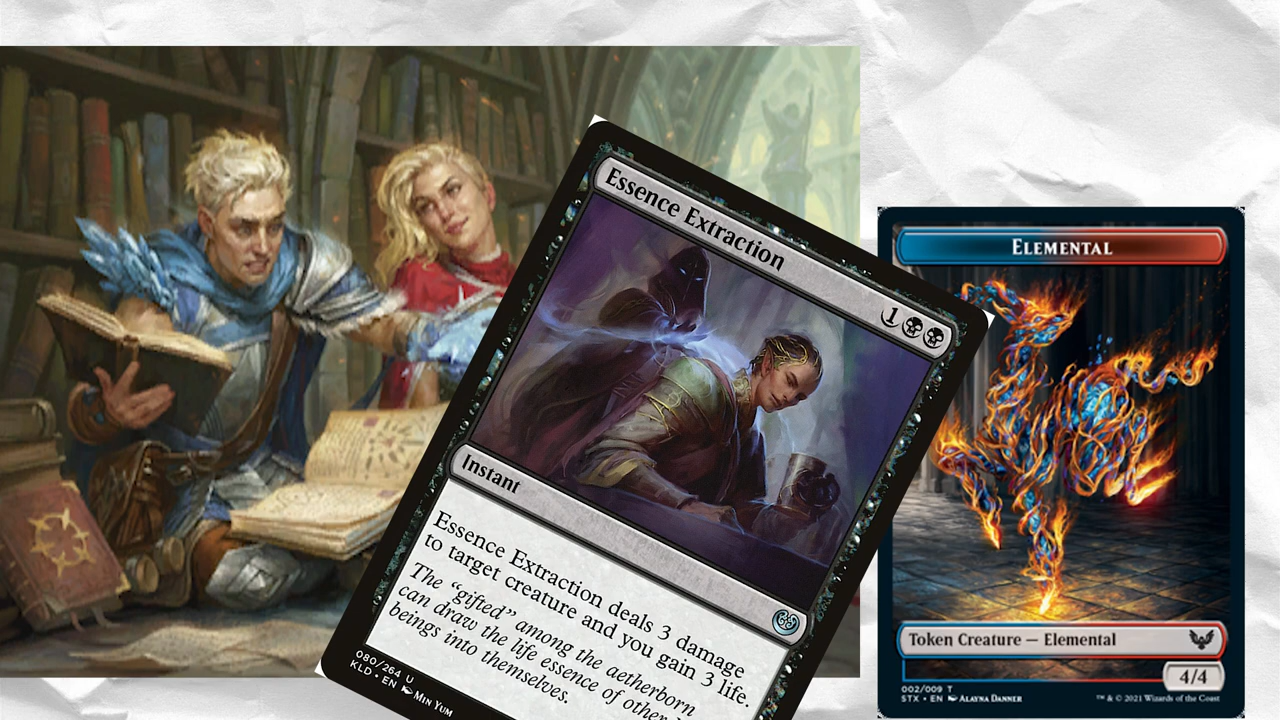 Essence Extraction
1
Instant
Essence Extraction deals 3 damage
to target creature and you gain 3 life.
The “gifted” among the aetherborn
can draw the life essence of other
beings into themselves.
080/264 U
KLD • EN Min Yum
Elemental
Token Creature — Elemental
4/4
002/009 T
STX • EN Alayna Danner
™ & © 2021 Wizards of the Coast